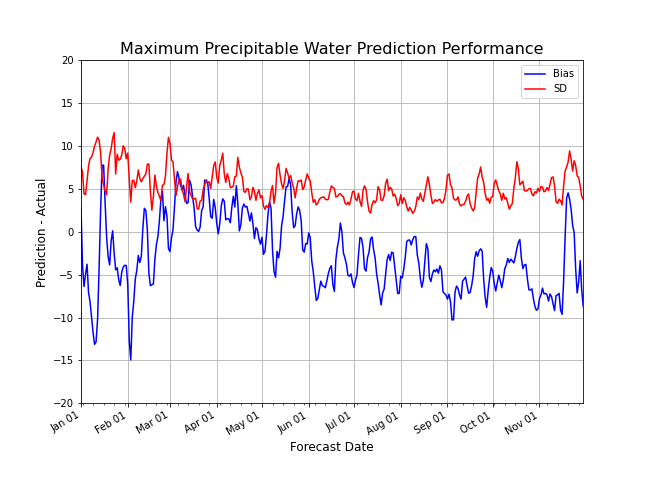 Maximum Precipitable Water Prediction Performance
Bias
SD
Prediction - Actual
20
15
10
5
0
−5
−10
−15
−20
Jan 01
Feb 01
Mar 01
Apr 01
May 01
Jun 01
Jul 01
Aug 01
Sep 01
Oct 01
Nov 01
Forecast Date